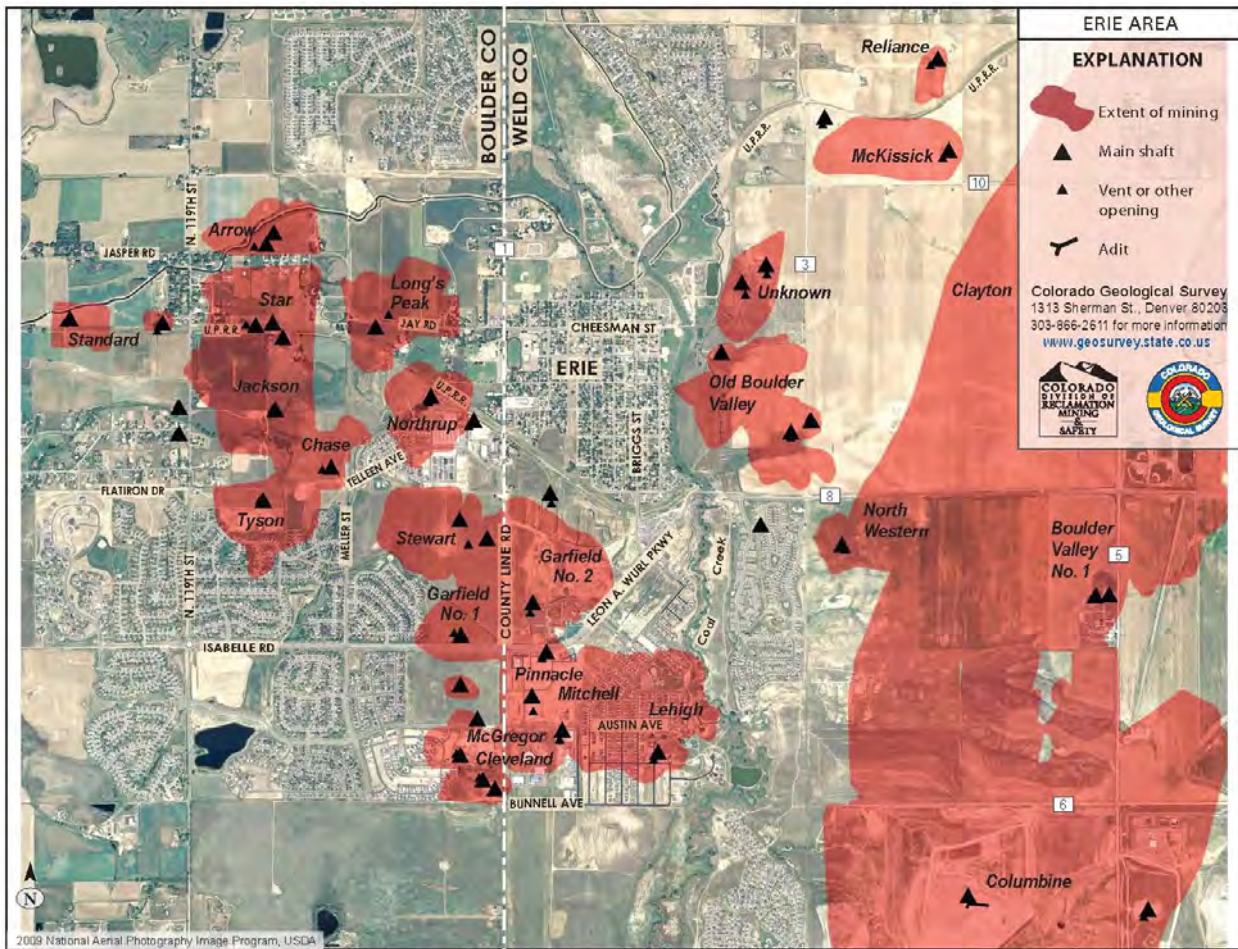 ERIE AREA
EXPLANATION
Extent of mining
Main shaft
Vent or other
opening
Adit
Colorado Geological Survey
1313 Sherman St., Denver 80203
303-866-2611 for more information
www.geosurvey.state.co.us
COLORADO
DIVISION OF
RECLAMATION
MINING
&
SAFETY
COLORADO
GEOLOGICAL SURVEY
BOULDER CO
WELD CO
Reliance
U.P.R.R.
U.P.R.R.
McKissick
10
N. 119TH ST
Arrow
JASPER RD
1
3
Unknown
Clayton
Long's
Peak
JAY RD
Star
U.P.R.R.
Standard
CHEESMAN ST
ERIE
Jackson
Old Boulder
Valley
U.P.R.R.
Northrup
BRIGGS ST
Chase
TELLEEN AVE
FLATIRON DR
Tyson
MELLER ST
8
North
Western
Stewart
Garfield
No. 2
COUNTY LINE RD
LEON A. WURL PKWY
Coal Creek
Boulder
Valley
No. 1
5
N. 119TH ST
Garfield
No. 1
ISABELLE RD
Pinnacle
Mitchell
Lehigh
AUSTIN AVE
McGregor
Cleveland
BUNNELL AVE
6
Columbine
N
2009 National Aerial Photography Image Program, USDA